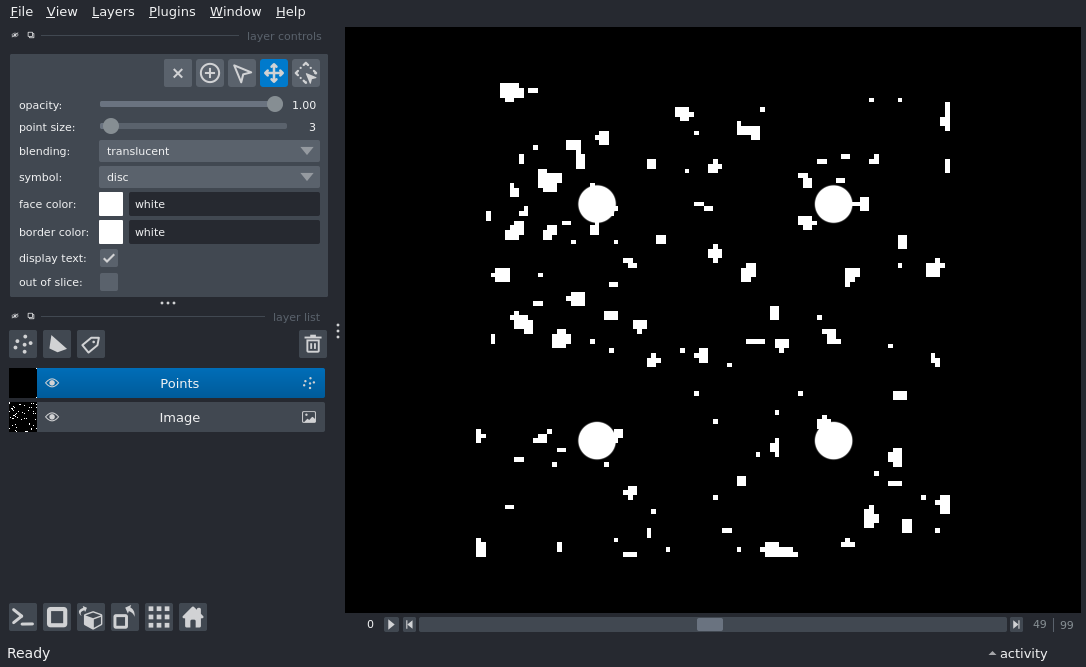 File View Layers Plugins Window Help
layer controls
opacity: 1.00
point size: 3
blending: translucent
symbol: disc
face color: white
border color: white
display text:
out of slice:
layer list
Points
Image
0 49 | 99
Ready activity